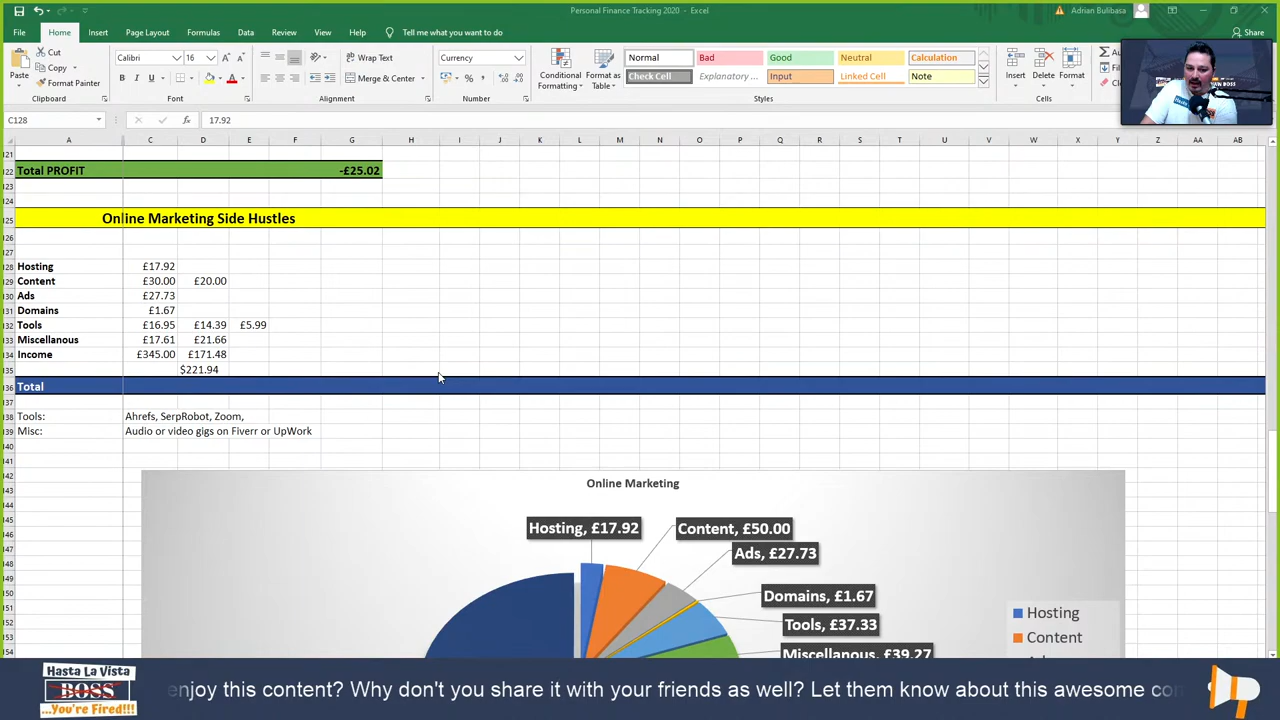 Personal Finance Tracking 2020 - Excel
Adrian Bulibasa
File Home Insert Page Layout Formulas Data Review View Help Tell me what you want to do Share
Paste
Cut
Copy
Format Painter
Clipboard
Calibri 16
B I U
Font
Wrap Text
Merge & Center
Alignment
Currency
Number
Conditional Formatting
Format as Table
Normal Bad Good Neutral Calculation
Check Cell Explanatory ... Input Linked Cell Note
Styles
Insert Delete Format
Cells
C128 17.92
A C D E F G H I J K L M N O P Q R S T U V W X Y Z AA AB
Total PROFIT -£25.02
Online Marketing Side Hustles
Hosting £17.92
Content £30.00 £20.00
Ads £27.73
Domains £1.67
Tools £16.95 £14.39 £5.99
Miscellanous £17.61 £21.66
Income £345.00 £171.48
$221.94
Total
Tools: Ahrefs, SerpRobot, Zoom,
Misc: Audio or video gigs on Fiverr or UpWork
Online Marketing
Hosting, £17.92
Content, £50.00
Ads, £27.73
Domains, £1.67
Tools, £37.33
Miscellanous, £39.27
Hosting
Content
Hasta La Vista
BOSS
...You're Fired!!!
enjoy this content? Why don't you share it with your friends as well? Let them know about this awesome co